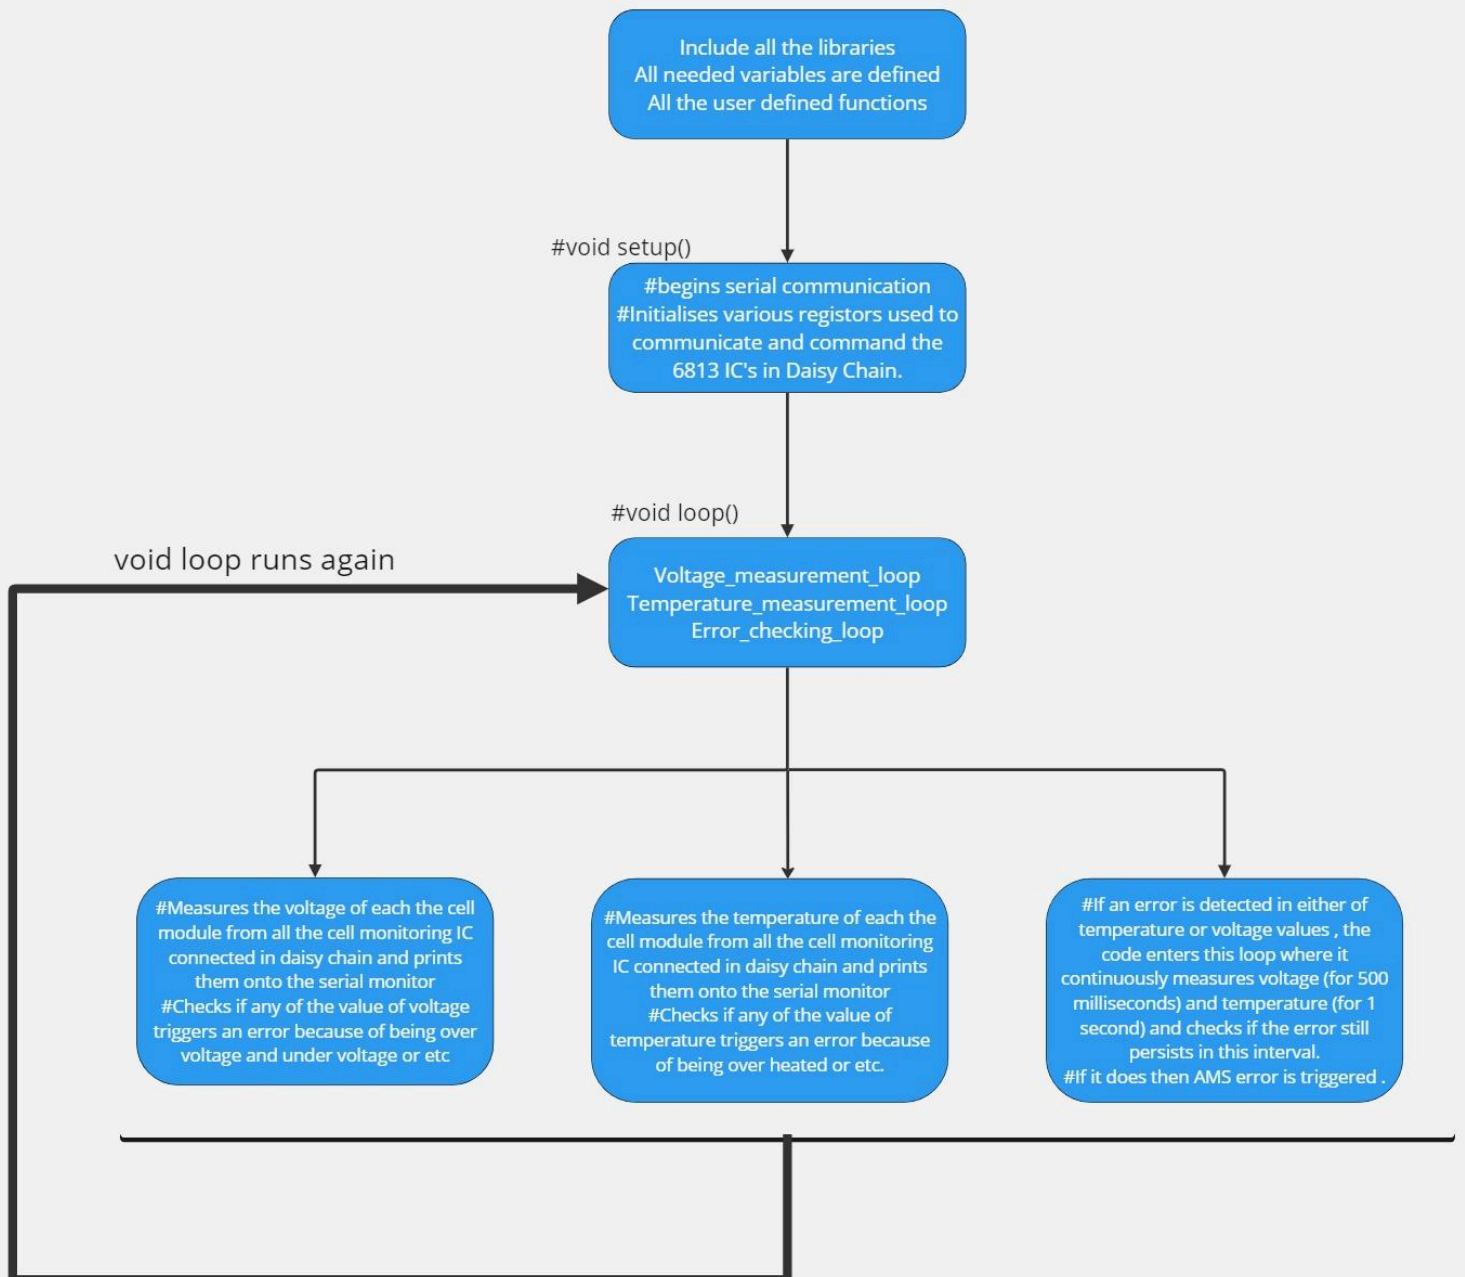 Include all the libraries
All needed variables are defined
All the user defined functions
#void setup()
#begins serial communication
#Initialises various registors used to
communicate and command the
6813 IC's in Daisy Chain.
#void loop()
void loop runs again
Voltage_measurement_loop
Temperature_measurement_loop
Error_checking_loop
#Measures the voltage of each the cell
module from all the cell monitoring IC
connected in daisy chain and prints
them onto the serial monitor
#Checks if any of the value of voltage
triggers an error because of being over
voltage and under voltage or etc
#Measures the temperature of each the
cell module from all the cell monitoring
IC connected in daisy chain and prints
them onto the serial monitor
#Checks if any of the value of
temperature triggers an error because
of being over heated or etc.
#If an error is detected in either of
temperature or voltage values , the
code enters this loop where it
continuously measures voltage (for 500
milliseconds) and temperature (for 1
second) and checks if the error still
persists in this interval.
#If it does then AMS error is triggered .